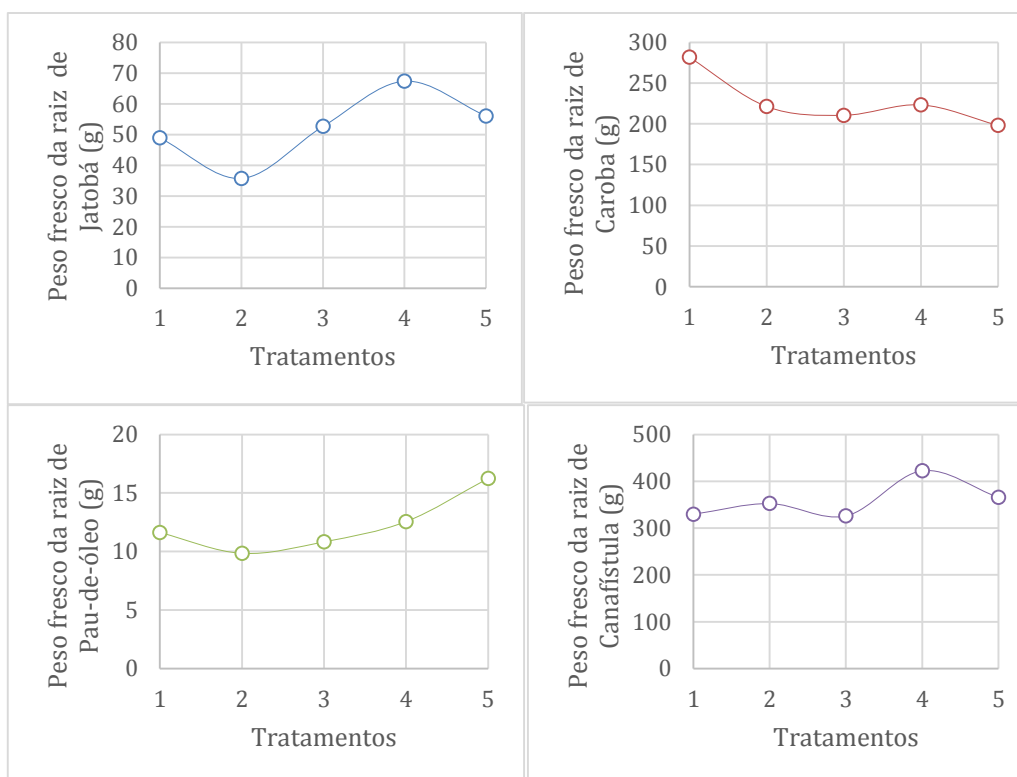 Peso fresco da raiz de
Jatobá (g)
80
70
60
50
40
30
20
10
0
1 2 3 4 5
Tratamentos
Peso fresco da raiz de
Caroba (g)
300
250
200
150
100
50
0
1 2 3 4 5
Tratamentos
Peso fresco da raiz de
Pau-de-óleo (g)
20
15
10
5
0
1 2 3 4 5
Tratamentos
Peso fresco da raiz de
Canafístula (g)
500
400
300
200
100
0
1 2 3 4 5
Tratamentos